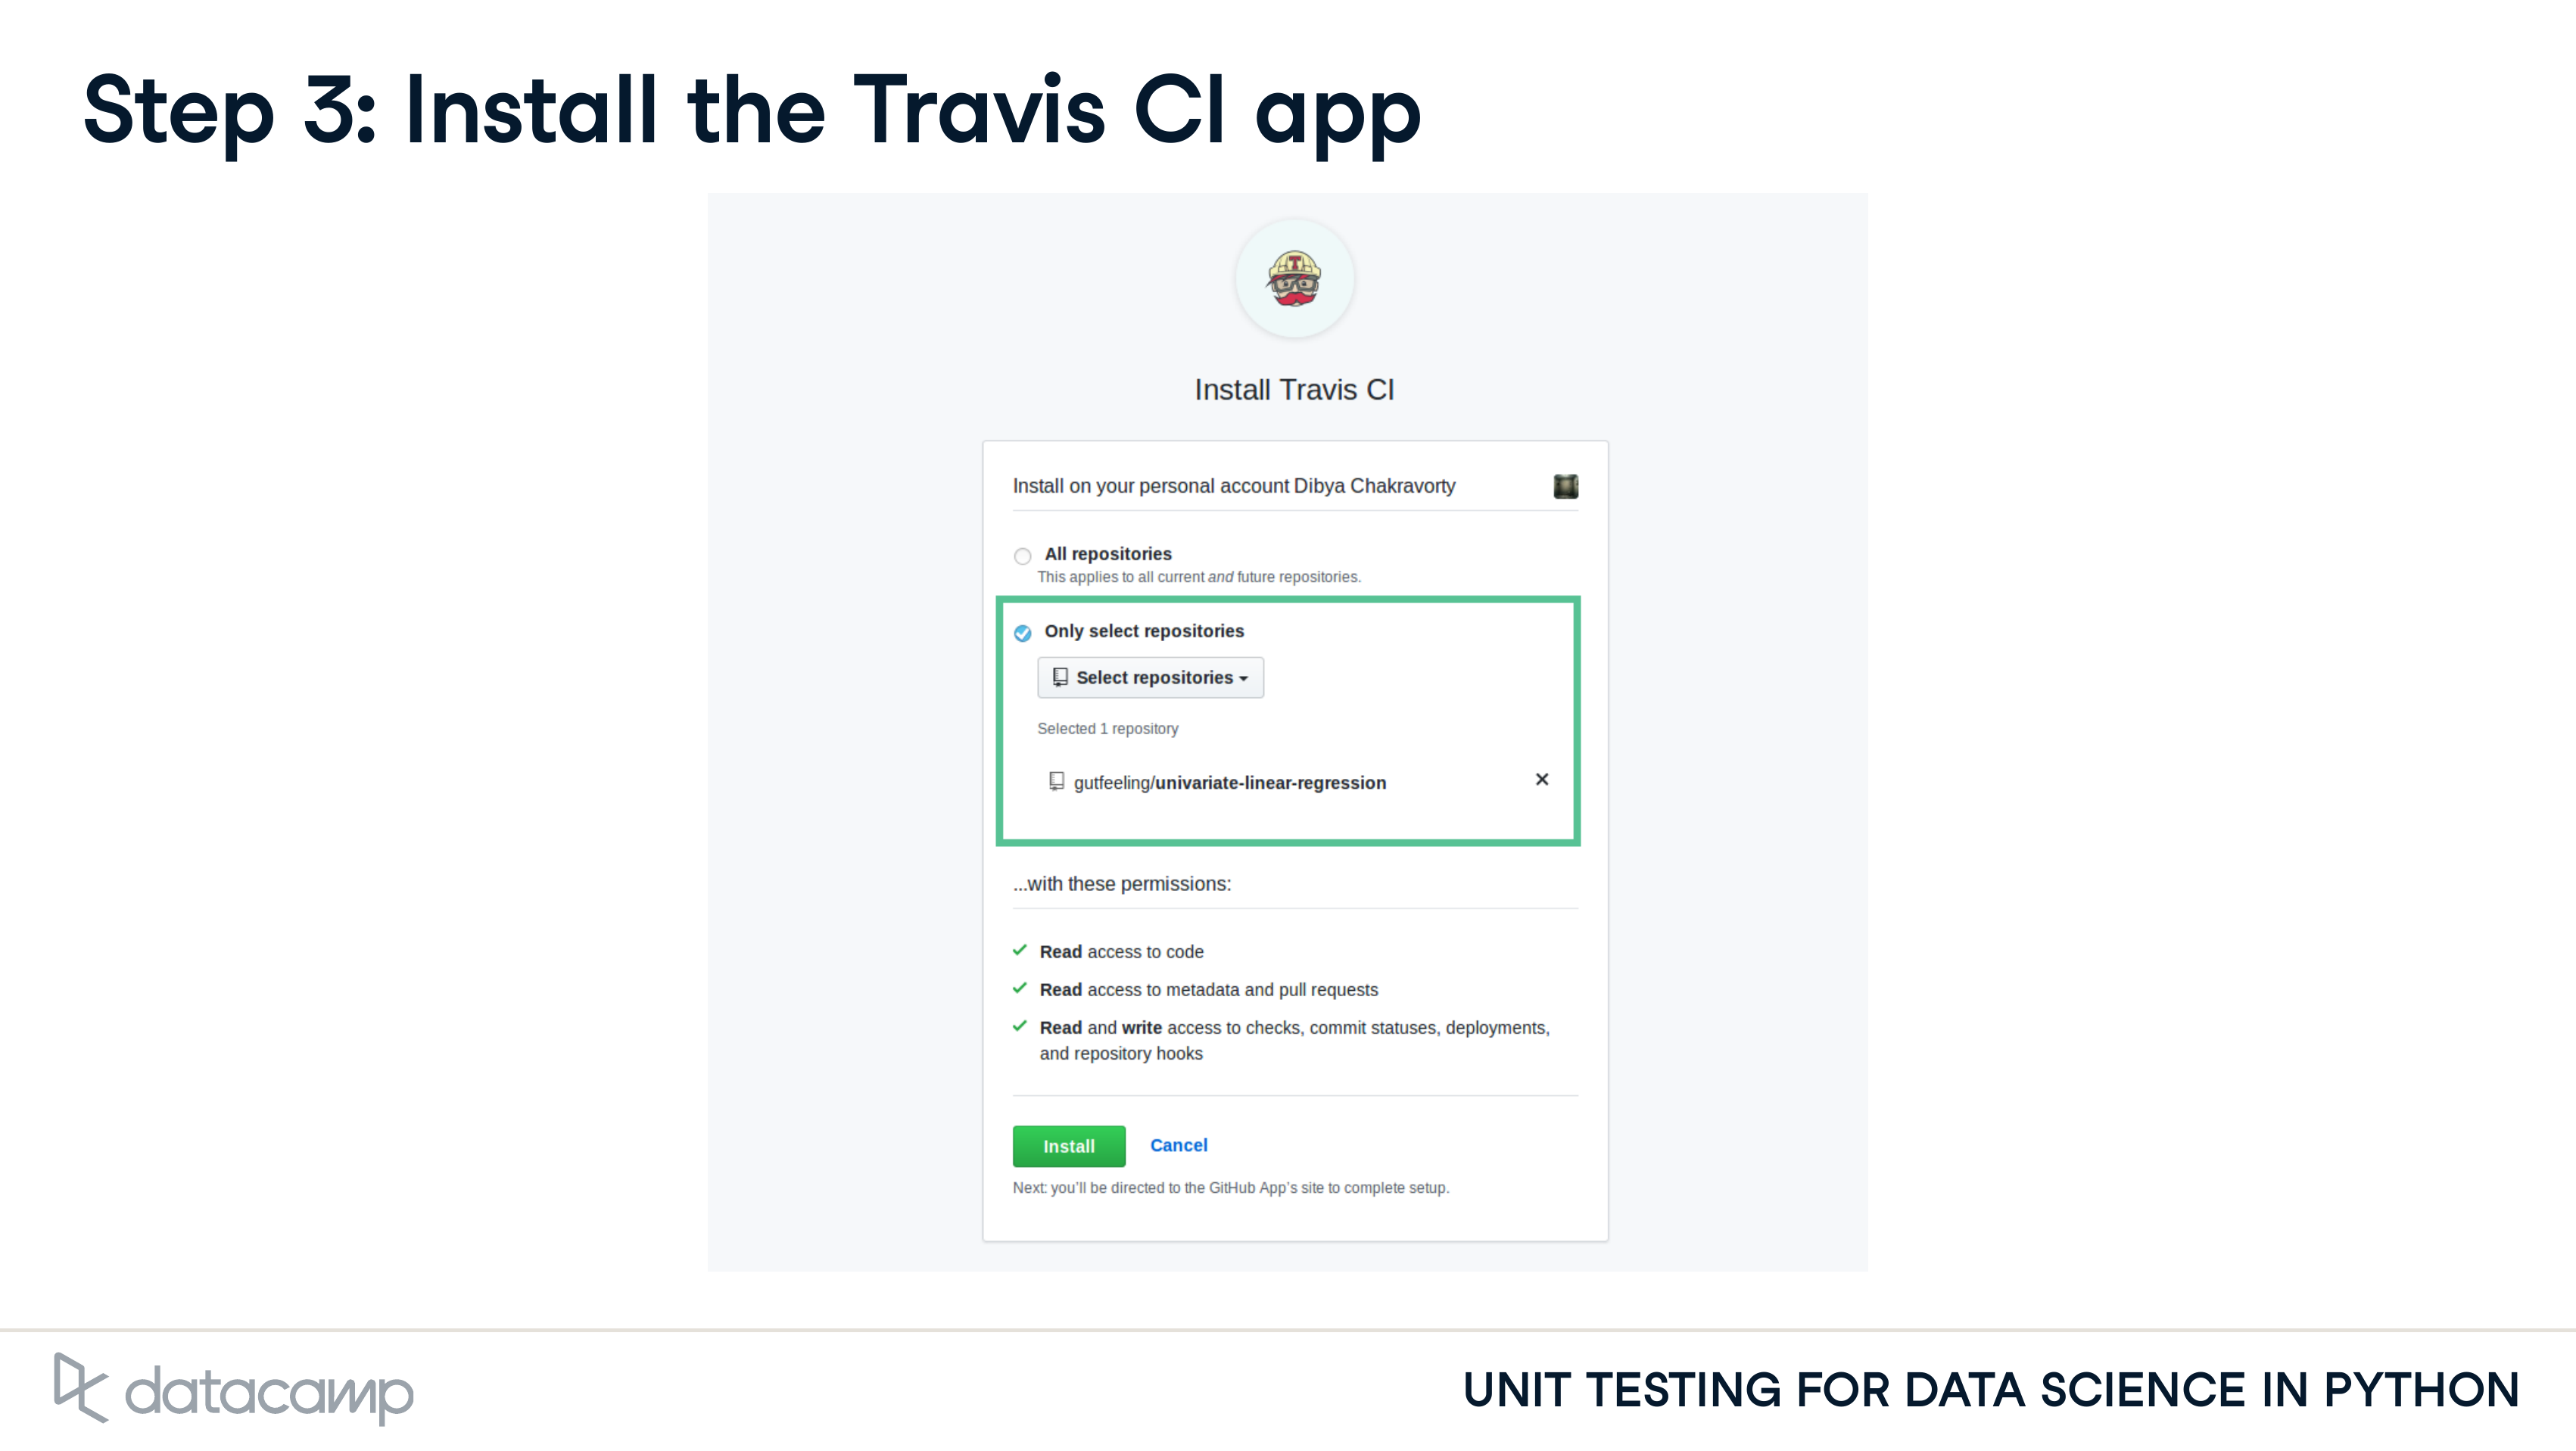 Step 3: Install the Travis CI app
T
Install Travis CI
Install on your personal account Dibya Chakravorty
All repositories
This applies to all current and future repositories.
Only select repositories
Select repositories
Selected 1 repository
gutfeeling/univariate-linear-regression
...with these permissions:
Read access to code
Read access to metadata and pull requests
Read and write access to checks, commit statuses, deployments,
and repository hooks
Install Cancel
Next: you'll be directed to the GitHub App's site to complete setup.
datacamp
UNIT TESTING FOR DATA SCIENCE IN PYTHON